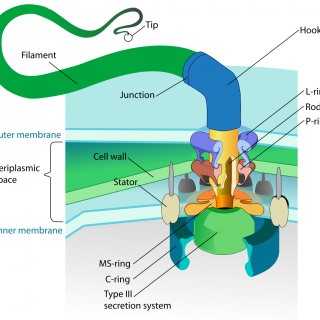 Tip
Hook
Filament
Junction
L-ri
Rod
P-ri
uter membrane
Cell wall
eriplasmic
pace
Stator
nner membrane
MS-ring
C-ring
Type III
secretion system